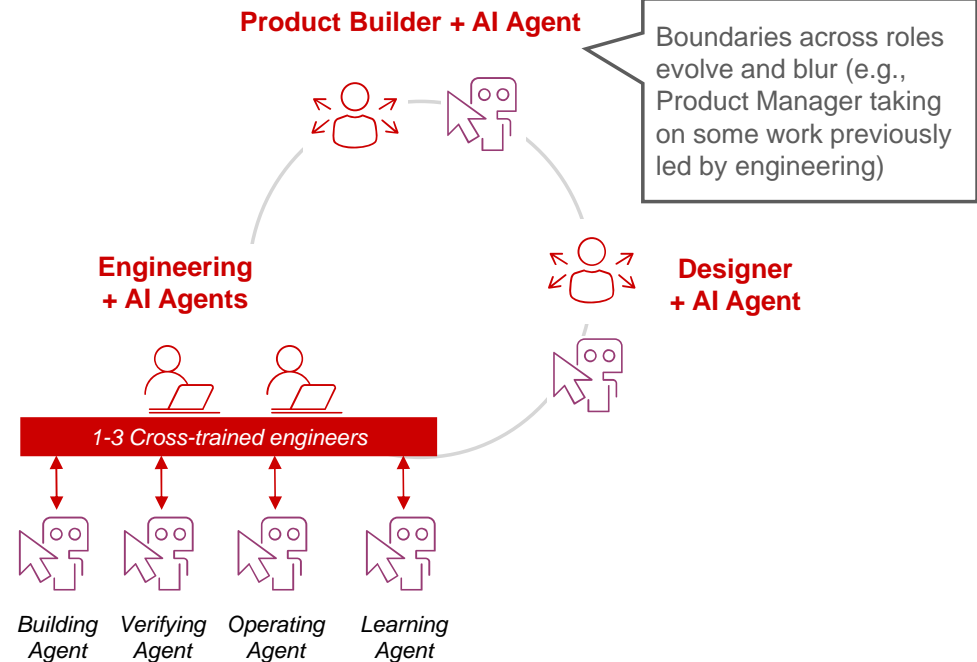 Product Builder + AI Agent
Boundaries across roles
evolve and blur (e.g.,
Product Manager taking
on some work previously
led by engineering)
Engineering
+ AI Agents
Designer
+ AI Agent
1-3 Cross-trained engineers
Building
Agent
Verifying
Agent
Operating
Agent
Learning
Agent